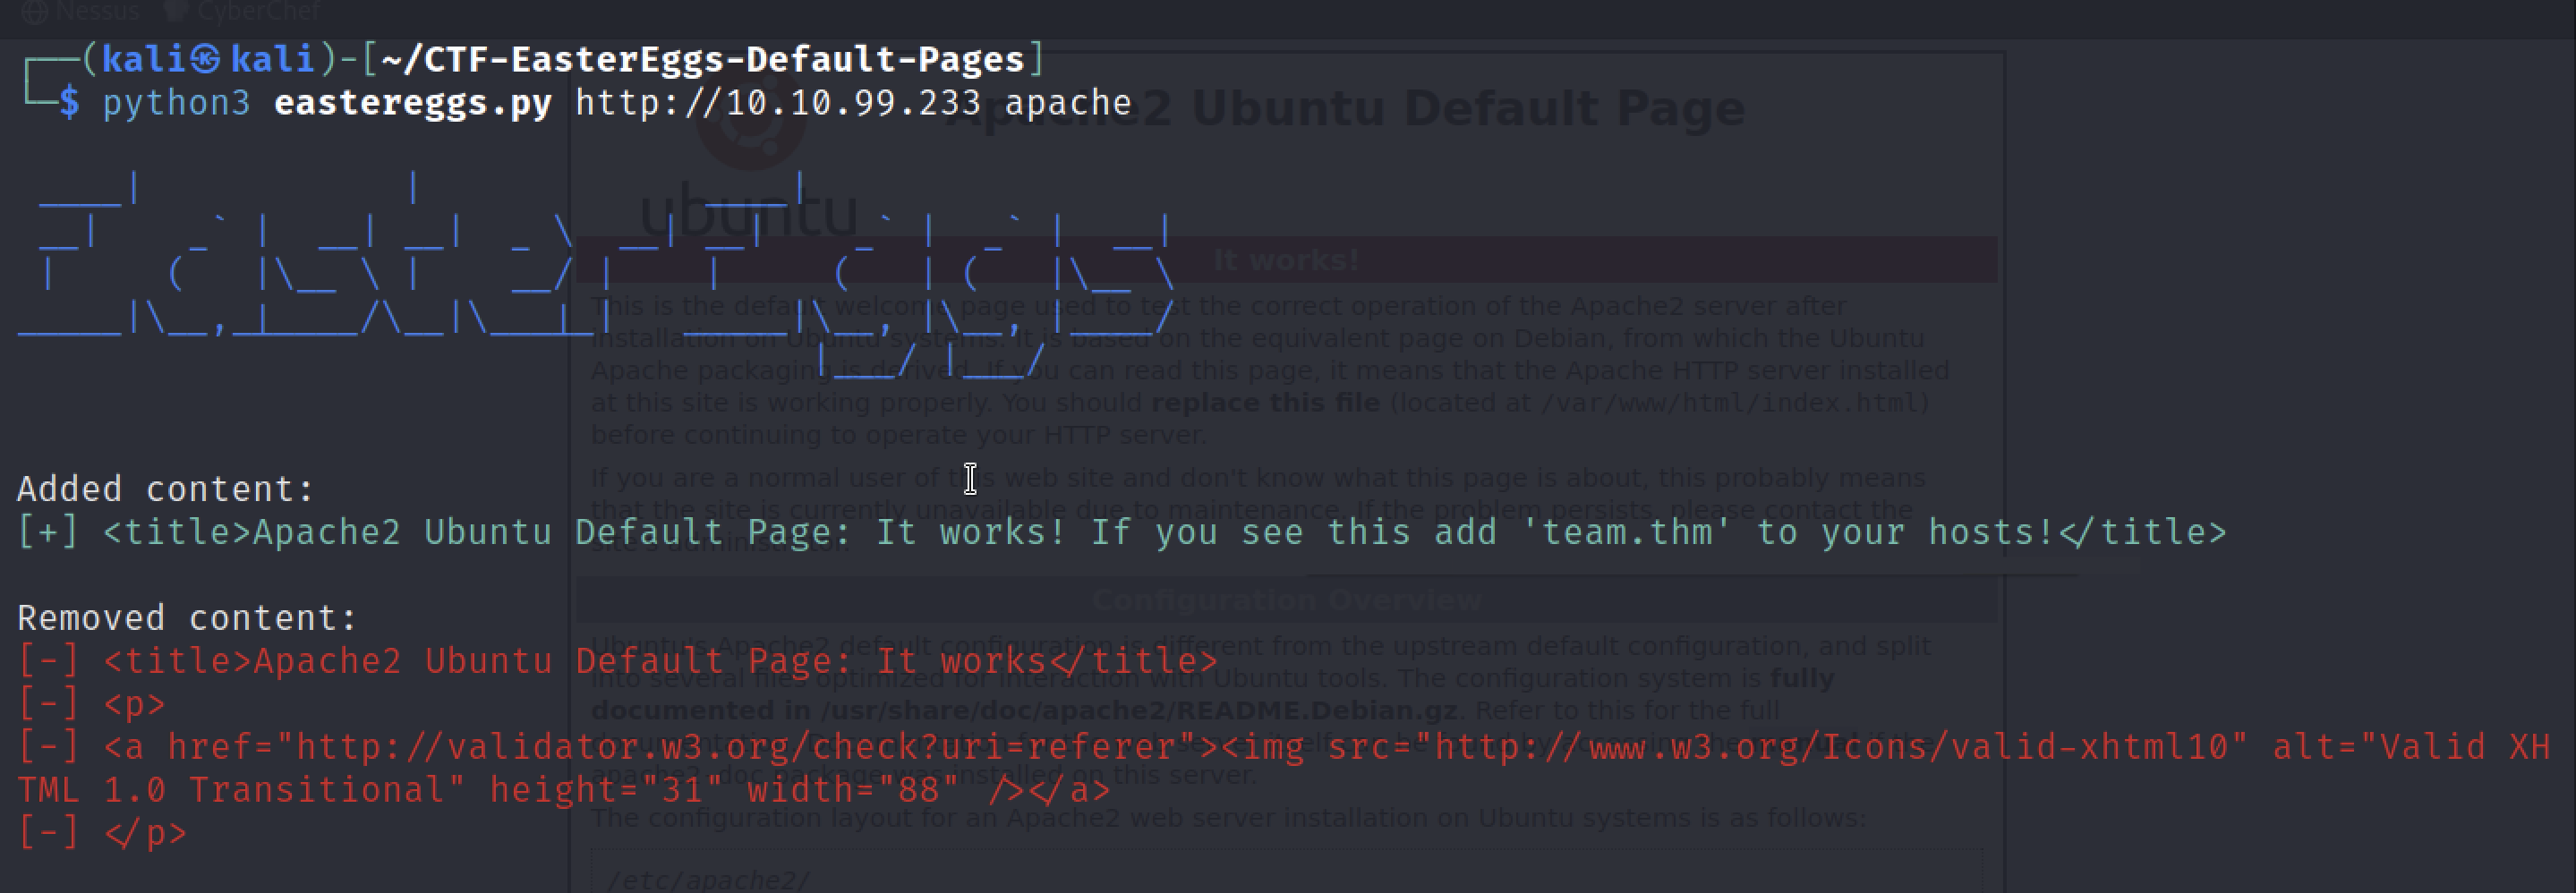 Nessus CyberChef
(kali㉿kali)-[~/CTF-EasterEggs-Default-Pages]
$ python3 eastereggs.py http://10.10.99.233 apache
Apache2 Ubuntu Default Page
ubuntu
It works!
This is the default welcome page used to test the correct operation of the Apache2 server after
installation on Ubuntu systems. It is based on the equivalent page on Debian, from which the Ubuntu
Apache packaging is derived. If you can read this page, it means that the Apache HTTP server installed
at this site is working properly. You should replace this file (located at /var/www/html/index.html)
before continuing to operate your HTTP server.
If you are a normal user of this web site and don't know what this page is about, this probably means
Added content:
that the site is currently unavailable due to maintenance. If the problem persists, please contact the
[+] <title>Apache2 Ubuntu Default Page: It works! If you see this add 'team.thm' to your hosts!</title>
site's administrator.
Configuration Overview
Removed content:
Ubuntu's Apache2 default configuration is different from the upstream default configuration, and split
[-] <title>Apache2 Ubuntu Default Page: It works</title>
into several files optimized for interaction with Ubuntu tools. The configuration system is fully
[-] <p>
documented in /usr/share/doc/apache2/README.Debian.gz. Refer to this for the full
[-] <a href="http://validator.w3.org/check?uri=referer"><img src="http://www.w3.org/Icons/valid-xhtml10" alt="Valid XH
apache2-doc package was installed on this server.
TML 1.0 Transitional" height="31" width="88" /></a>
The configuration layout for an Apache2 web server installation on Ubuntu systems is as follows:
[-] </p>
/etc/apache2/